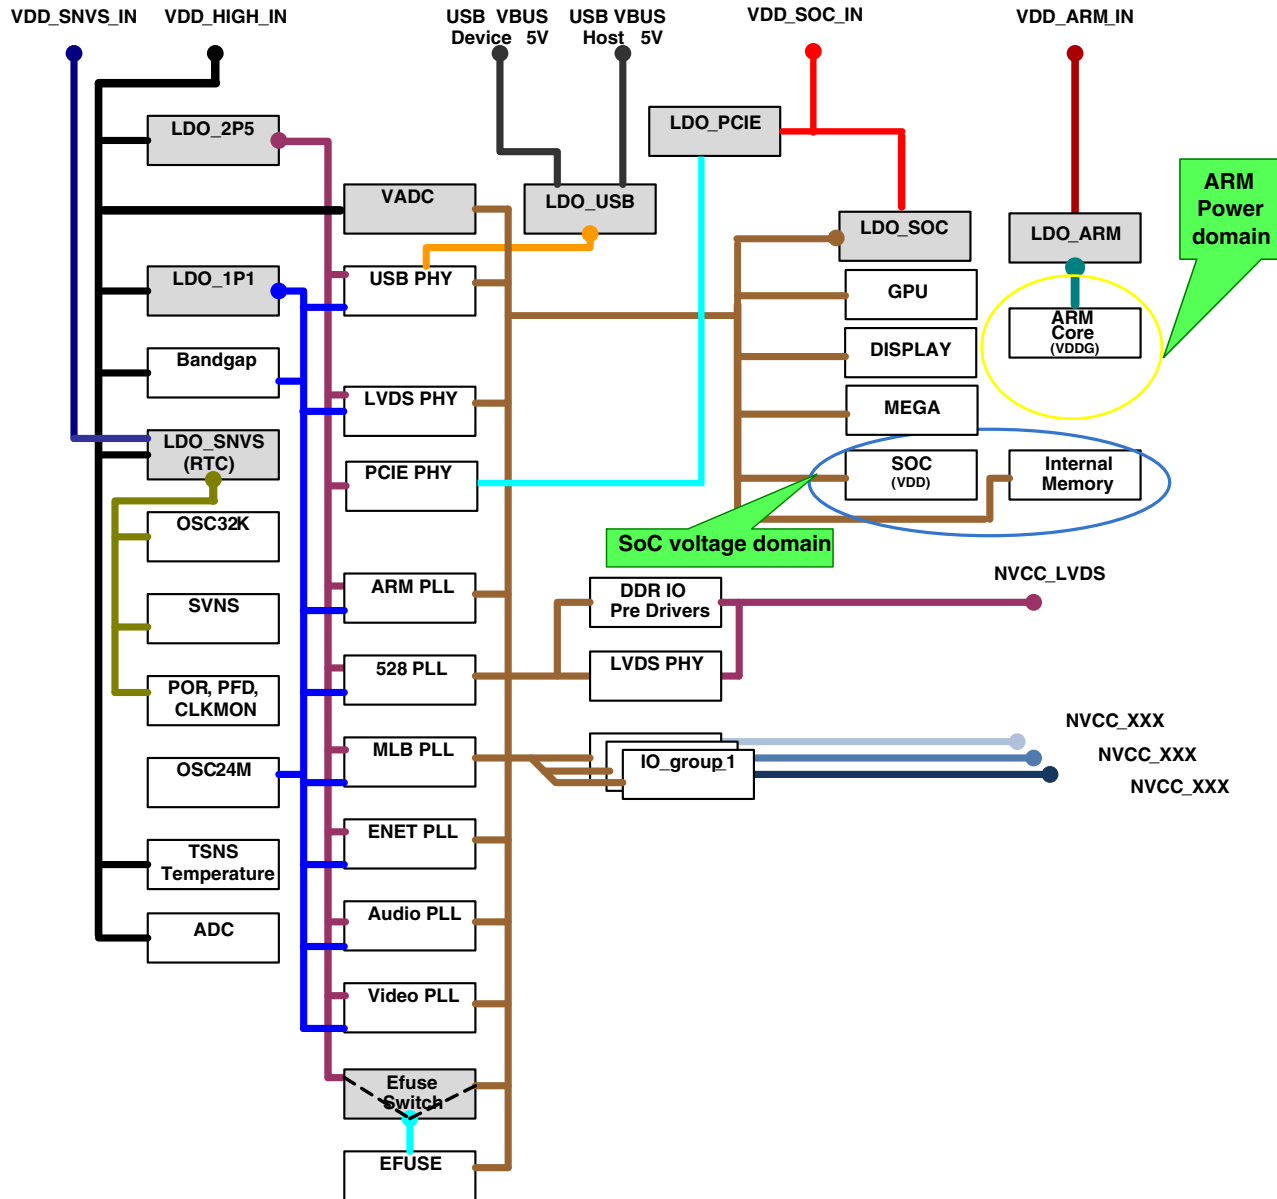 VDD_SNVS_IN
VDD_HIGH_IN
USB VBUS
Device 5V
USB VBUS
Host 5V
VDD_SOC_IN
VDD_ARM_IN
LDO_2P5
LDO_PCIE
VADC
LDO_USB
ARM
Power
domain
LDO_SOC
LDO_ARM
LDO_1P1
USB PHY
GPU
ARM
Core
(VDDG)
Bandgap
DISPLAY
LVDS PHY
MEGA
LDO_SNVS
(RTC)
PCIE PHY
SOC
(VDD)
Internal
Memory
OSC32K
SoC voltage domain
ARM PLL
DDR IO
Pre Drivers
NVCC_LVDS
SVNS
528 PLL
LVDS PHY
POR, PFD,
CLKMON
NVCC_XXX
MLB PLL
IO_group_1
NVCC_XXX
OSC24M
NVCC_XXX
ENET PLL
TSNS
Temperature
Audio PLL
ADC
Video PLL
Efuse
Switch
EFUSE